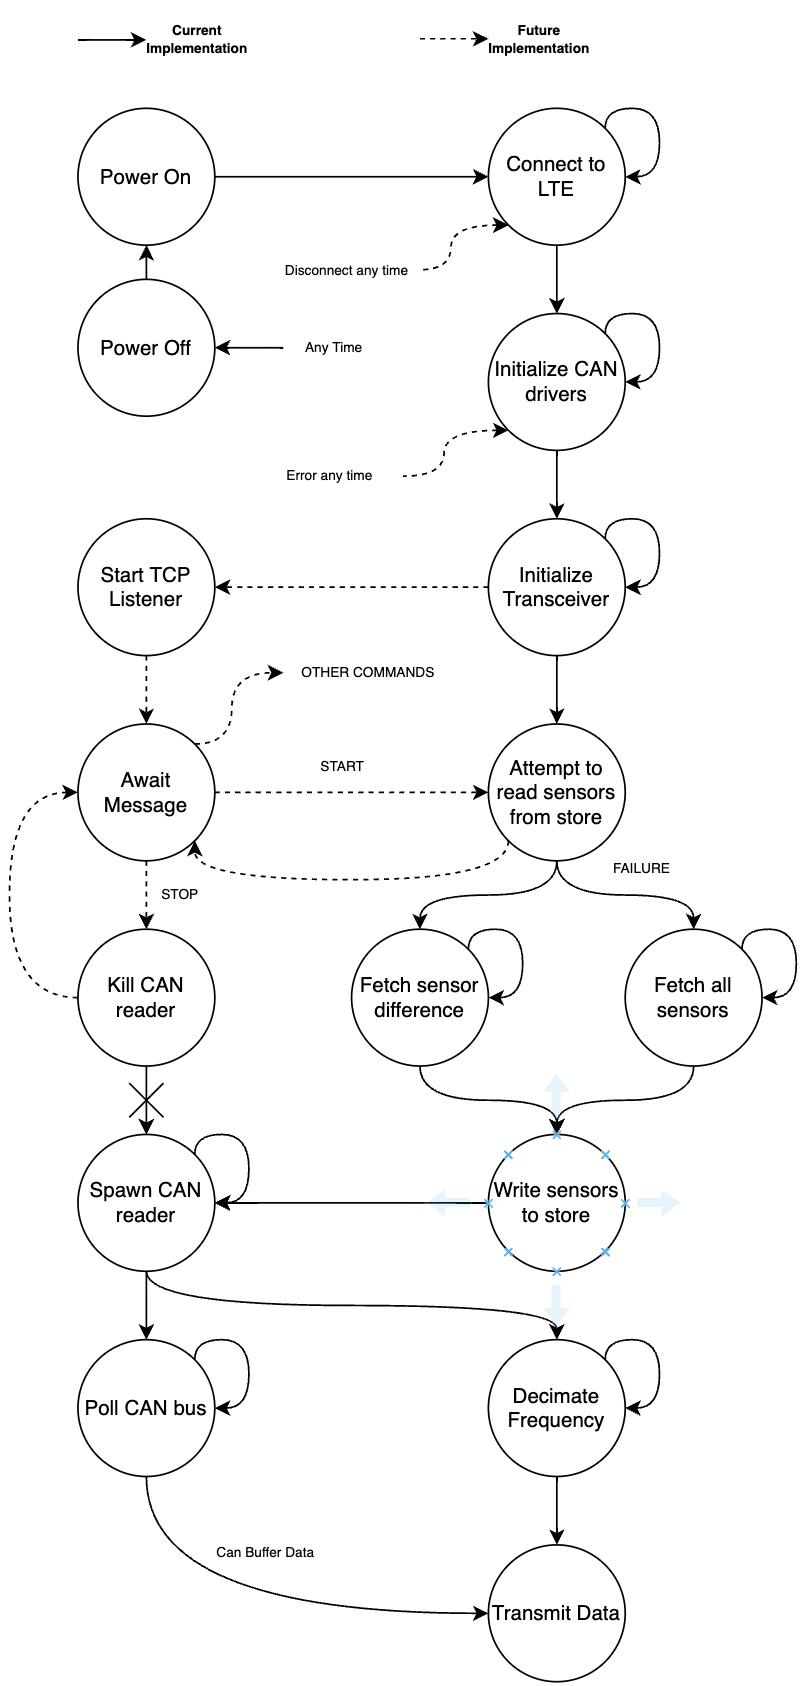 Current
Implementation
Future
Implementation
Power On
Connect to
LTE
Disconnect any time
Power Off
Any Time
Initialize CAN
drivers
Error any time
Start TCP
Listener
Initialize
Transceiver
OTHER COMMANDS
Await
Message
START
Attempt to
read sensors
from store
STOP
FAILURE
Kill CAN
reader
Fetch sensor
difference
Fetch all
sensors
Spawn CAN
reader
Write sensors
to store
Poll CAN bus
Decimate
Frequency
Can Buffer Data
Transmit Data